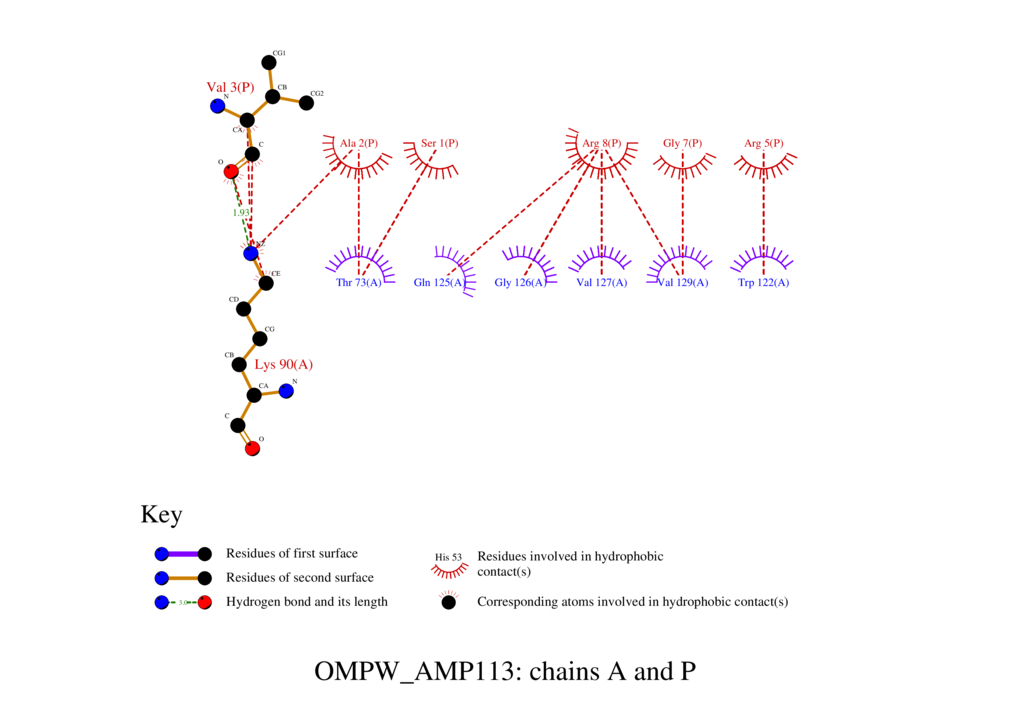 CG1
Val 3(P)
CB
N
CG2
CA
C
O
Ala 2(P)
Ser 1(P)
Arg 8(P)
Gly 7(P)
Arg 5(P)
1.93
CE
Thr 73(A)
Gln 125(A)
Gly 126(A)
Val 127(A)
Val 129(A)
Trp 122(A)
CD
CG
CB
Lys 90(A)
CA
N
C
O
Key
Residues of first surface
Residues of second surface
3.0
Hydrogen bond and its length
His 53
Residues involved in hydrophobic
contact(s)
Corresponding atoms involved in hydrophobic contact(s)
OMPW_AMP113: chains A and P